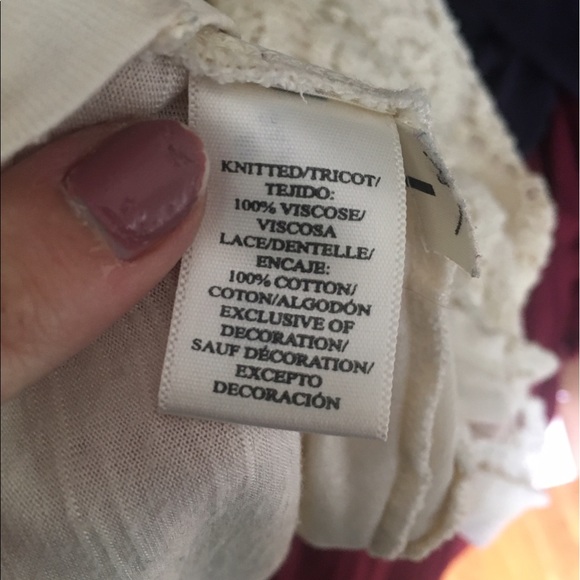 KNITTED/TRICOT/
TEJIDO:
100% VISCOSE/
VISCOSA
LACE/DENTELLE/
ENCAJE:
100% COTTON/
COTON/ALGODÓN
EXCLUSIVE OF
DECORATION/
SAUF DÉCORATION/
EXCEPTO
DECORACIÓN